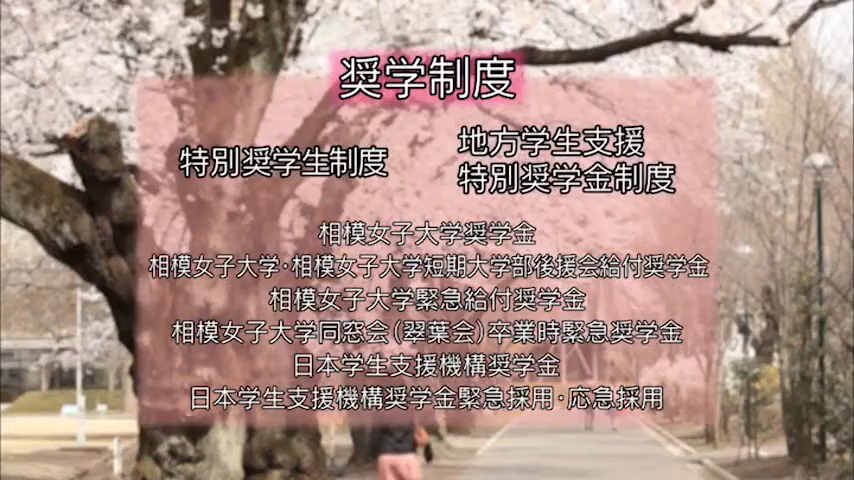 奨学制度
特別奨学生制度
地方学生支援
特別奨学金制度
相模女子大学奨学金
相模女子大学・相模女子大学短期大学部後援会給付奨学金
相模女子大学緊急給付奨学金
相模女子大学同窓会(翠葉会)卒業時緊急奨学金
日本学生支援機構奨学金
日本学生支援機構奨学金緊急採用・応急採用